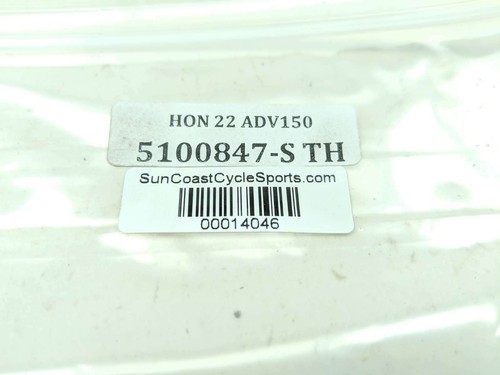 HON 22 ADV150
5100847-S TH
SunCoastCycleSports.com
00014046